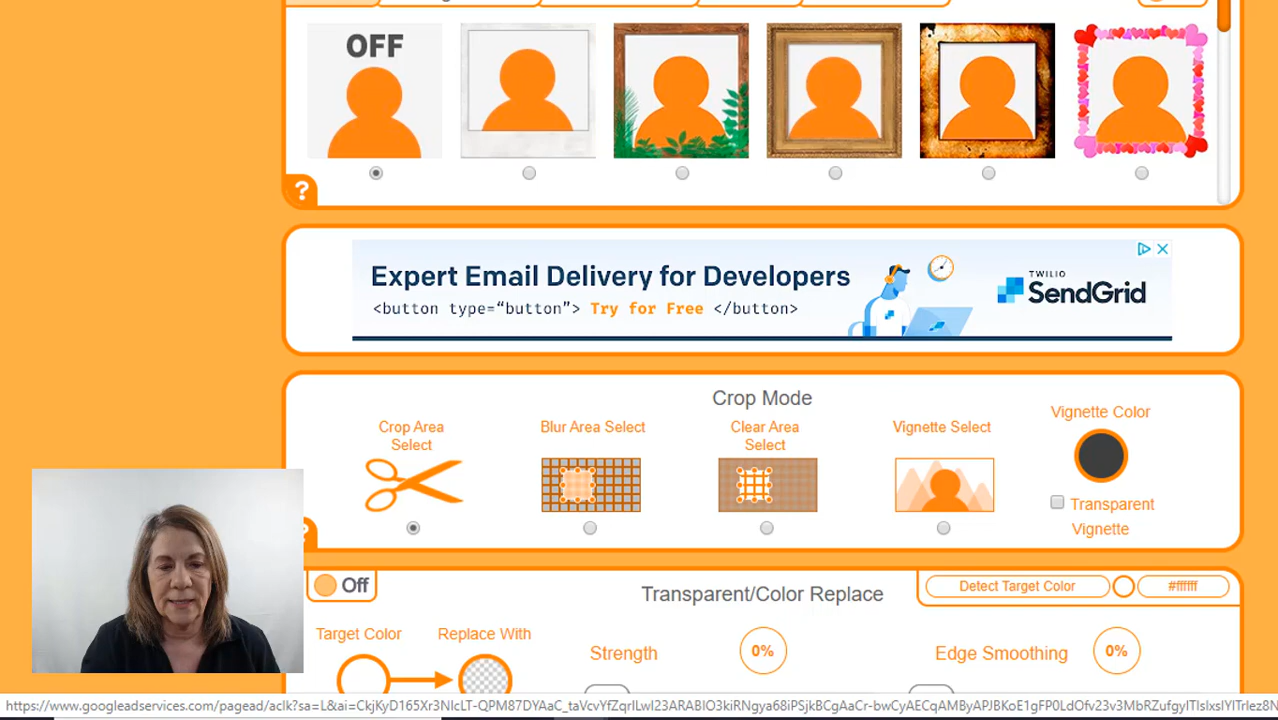 OFF
?
Expert Email Delivery for Developers
<button type="button"> Try for Free </button>
TWILIO
SendGrid
Crop Mode
Crop Area
Select
Blur Area Select
Clear Area
Select
Vignette Select
Vignette Color
Transparent
Vignette
Off
Transparent/Color Replace
Detect Target Color
#ffffff
Target Color
Replace With
Strength
0%
Edge Smoothing
0%